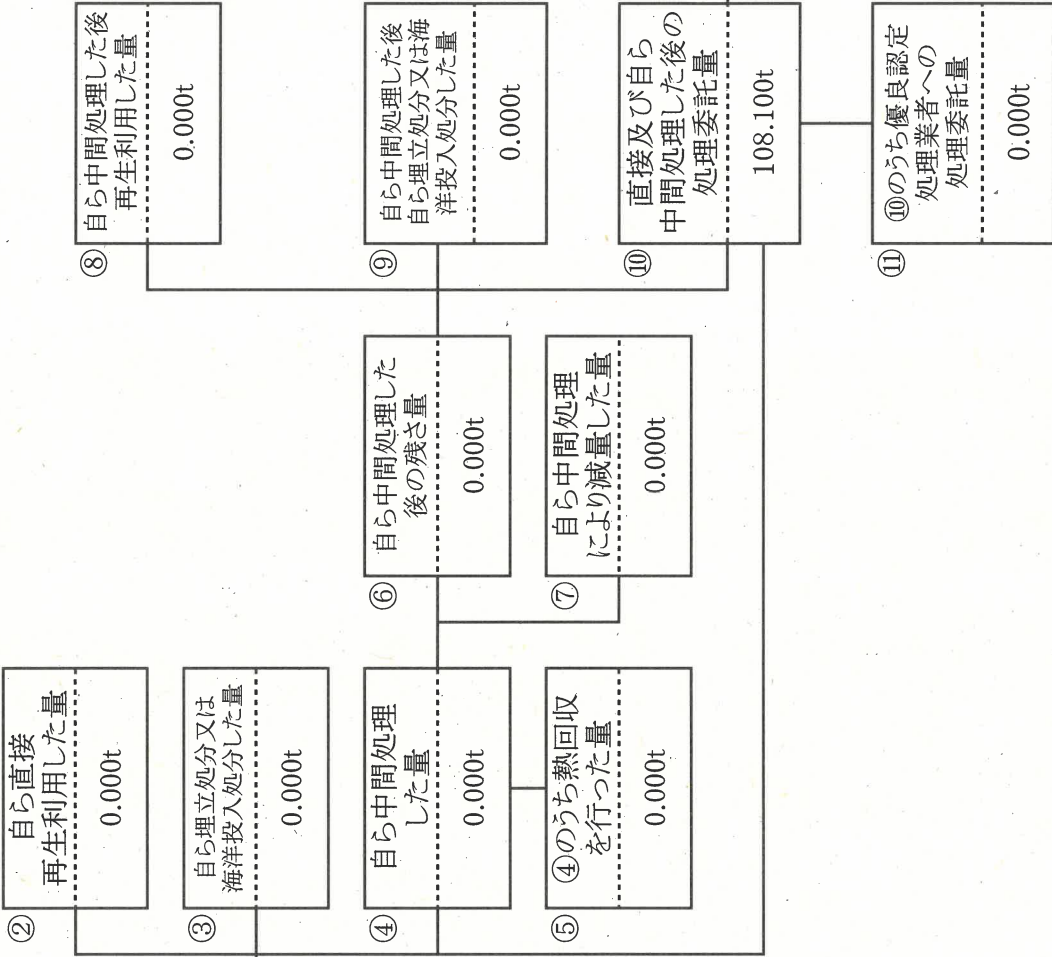 ②
自ら直接
再生利用した量
0.000t
③
自ら埋立処分又は
海洋投入処分した量
0.000t
④
自ら中間処理
した量
0.000t
⑤
④のうち熱回収
を行った量
0.000t
⑥
自ら中間処理した
後の残さ量
0.000t
⑦
自ら中間処理
により減量した量
0.000t
⑧
自ら中間処理した後
再生利用した量
0.000t
⑨
自ら中間処理した後
自ら埋立処分又は海
洋投入処分した量
0.000t
⑩
直接及び自ら
中間処理した後の
処理委託量
108.100t
⑪
⑩のうち優良認定
処理業者への
処理委託量
0.000t